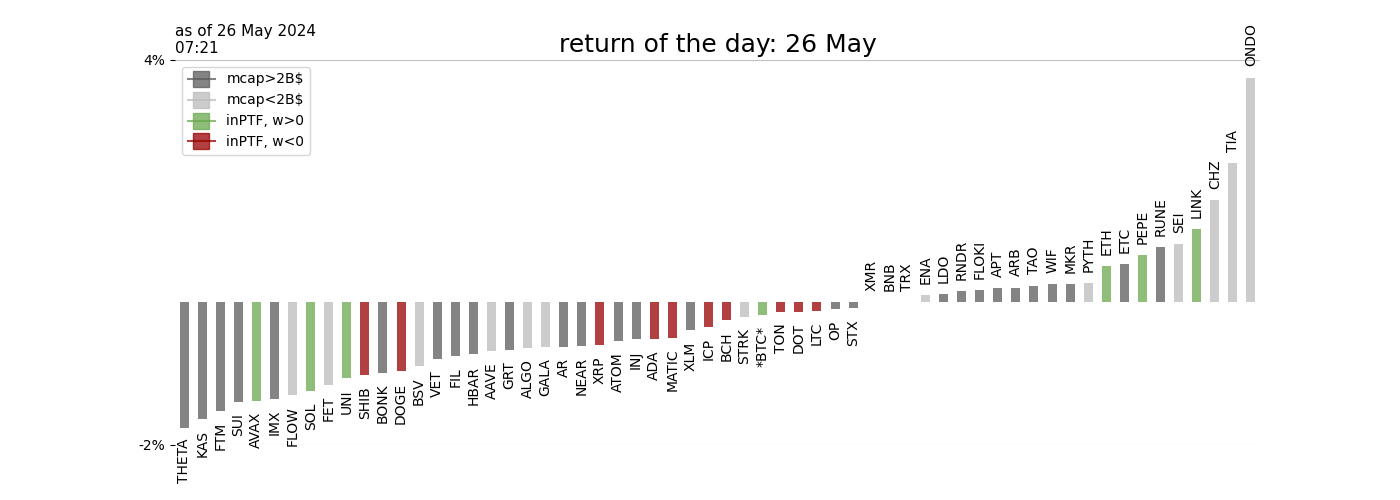 as of 26 May 2024
07:21
return of the day: 26 May
4%
mcap>2B$
mcap<2B$
inPTF, w>0
inPTF, w<0
-2%
THETA
KAS
FTM
SUI
AVAX
IMX
FLOW
SOL
FET
UNI
SHIB
BONK
DOGE
BSV
VET
FIL
HBAR
AAVE
GRT
ALGO
GALA
AR
NEAR
XRP
ATOM
INJ
ADA
MATIC
XLM
ICP
BCH
STRK
*BTC*
TON
DOT
LTC
OP
STX
XMR
BNB
TRX
ENA
LDO
RNDR
FLOKI
APT
ARB
TAO
WIF
MKR
PYTH
ETH
ETC
PEPE
RUNE
SEI
LINK
CHZ
TIA
ONDO